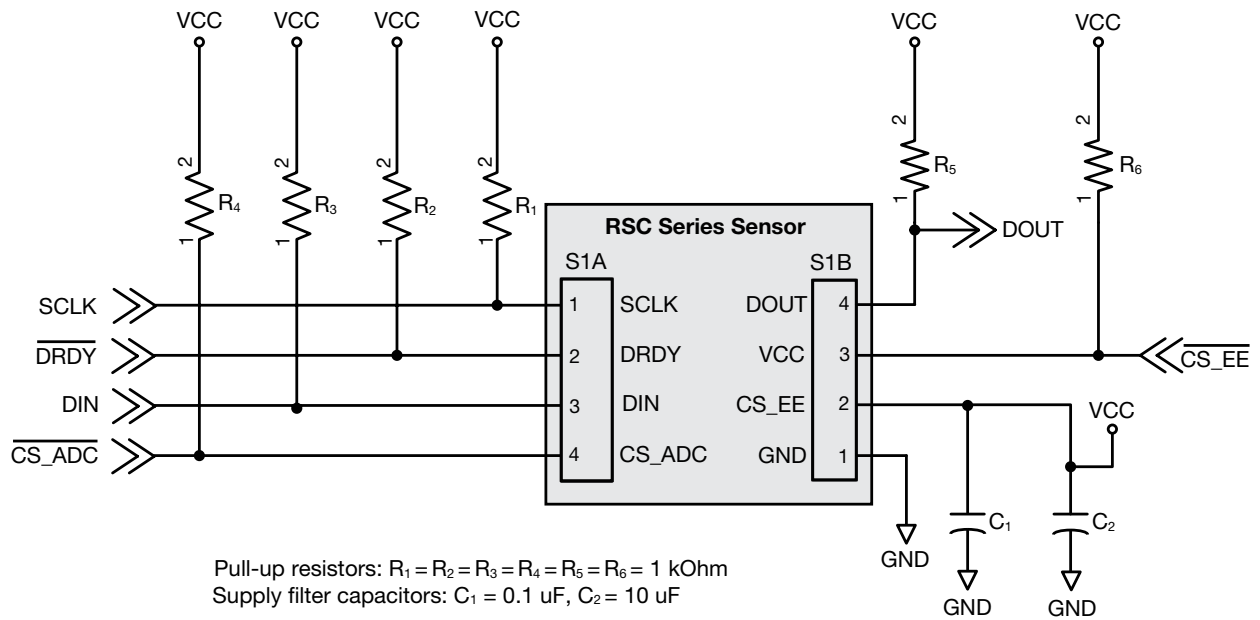 VCC VCC VCC VCC VCC VCC
2 2
R₅ R₆
1 1
2 2 2 2
R₄ R₃ R₂ R₁
1 1 1 1
RSC Series Sensor
DOUT
S1A S1B
SCLK 1 SCLK DOUT 4
DRDY 2 DRDY VCC 3 CS_EE
DIN 3 DIN CS_EE 2 VCC
CS_ADC 4 CS_ADC GND 1
C₁ C₂
GND
GND GND
Pull-up resistors: R₁ = R₂ = R₃ = R₄ = R₅ = R₆ = 1 kOhm
Supply filter capacitors: C₁ = 0.1 uF, C₂ = 10 uF